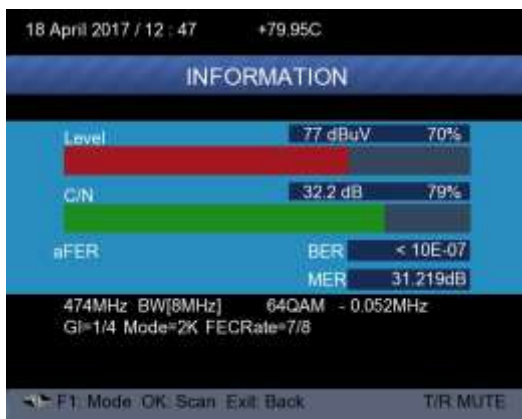 18 April 2017 / 12 : 47 +79.95C
INFORMATION
Level 77 dBuV 70%
C/N 32.2 dB 79%
aFER BER < 10E-07
MER 31.219dB
474MHz BW[8MHz] 64QAM - 0.052MHz
GI=1/4 Mode=2K FECRate=7/8
F1: Mode OK: Scan Exit: Back T/R MUTE